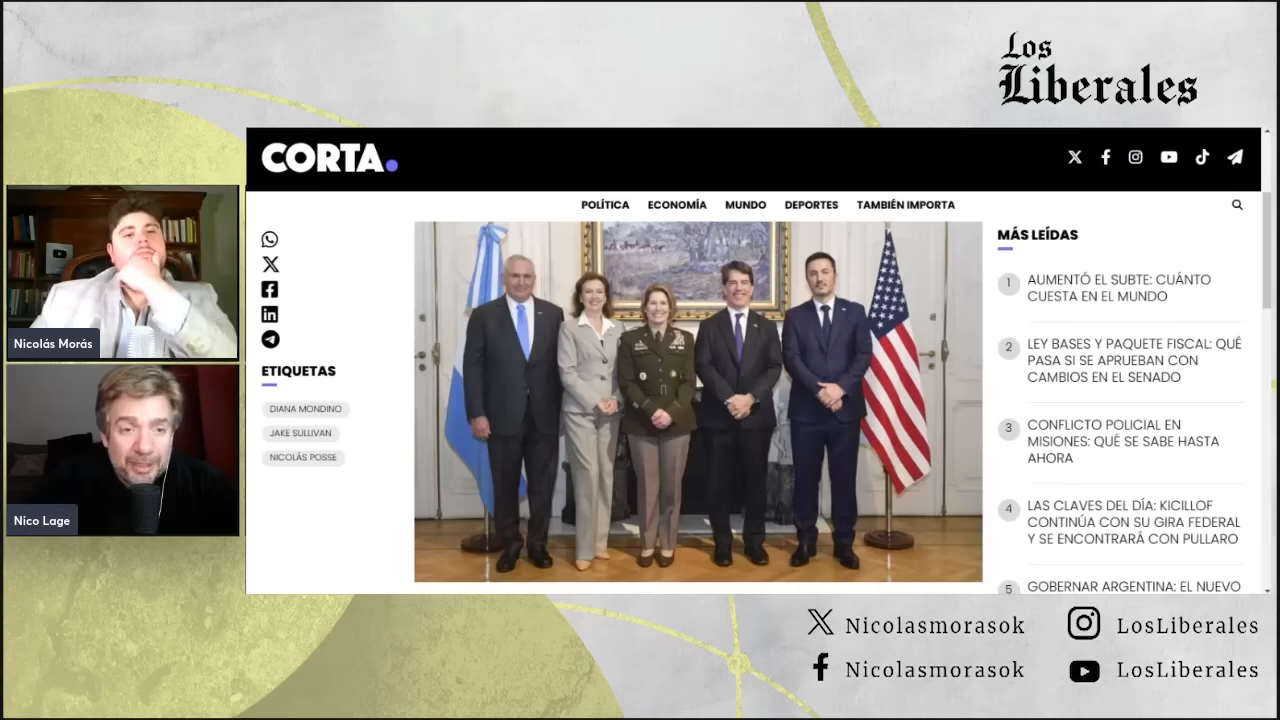 Los
Liberales
CORTA.
POLÍTICA ECONOMÍA MUNDO DEPORTES TAMBIÉN IMPORTA
ETIQUETAS
DIANA MONDINO
JAKE SULLIVAN
NICOLÁS POSSE
MÁS LEÍDAS
1 AUMENTÓ EL SUBTE: CUÁNTO
CUESTA EN EL MUNDO
2 LEY BASES Y PAQUETE FISCAL: QUÉ
PASA SI SE APRUEBAN CON
CAMBIOS EN EL SENADO
3 CONFLICTO POLICIAL EN
MISIONES: QUÉ SE SABE HASTA
AHORA
4 LAS CLAVES DEL DÍA: KICILLOF
CONTINÚA CON SU GIRA FEDERAL
Y SE ENCONTRARÁ CON PULLARO
5 GOBERNAR ARGENTINA: EL NUEVO
Nicolás Morás
Nico Lage
Nicolasmorasok LosLiberales
Nicolasmorasok LosLiberales